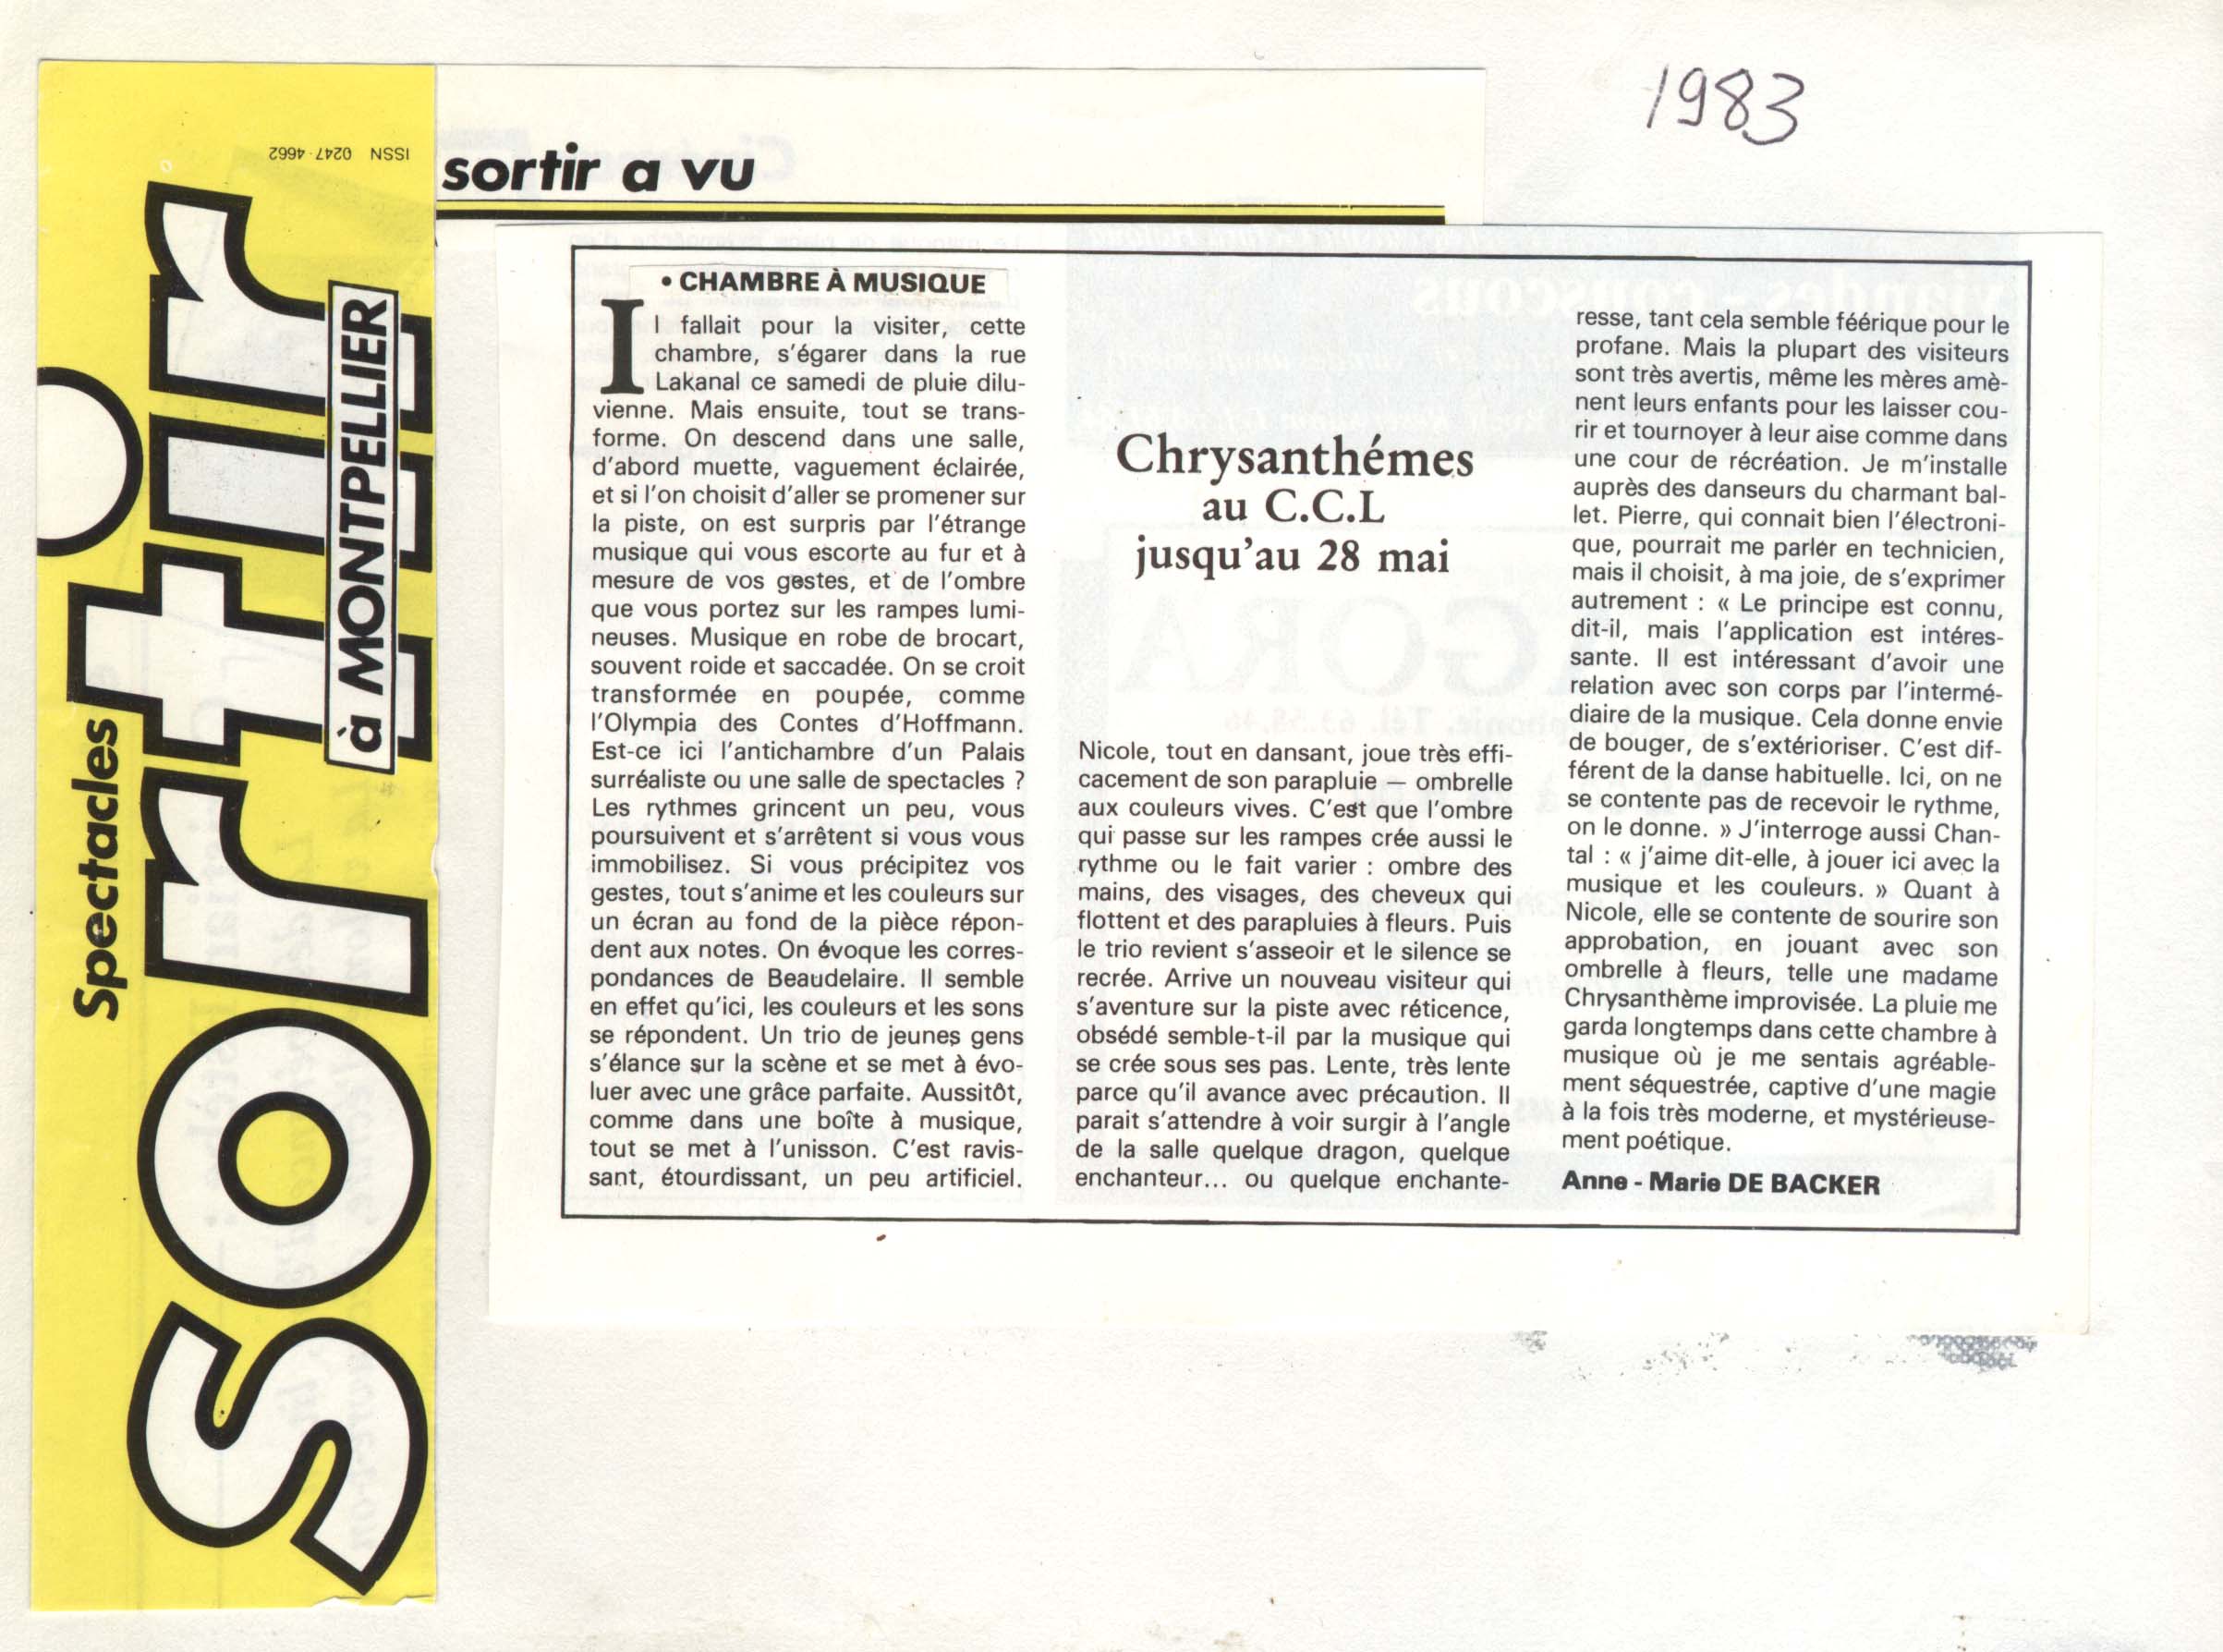 1983
Spectacles
sortir
à MONTPELLIER
ISSN 0247-4662
sortir a vu
• CHAMBRE À MUSIQUE
Il fallait pour la visiter, cette
chambre, s'égarer dans la rue
Lakanal ce samedi de pluie dilu-
vienne. Mais ensuite, tout se trans-
forme. On descend dans une salle,
d'abord muette, vaguement éclairée,
et si l'on choisit d'aller se promener sur
la piste, on est surpris par l'étrange
musique qui vous escorte au fur et à
mesure de vos gestes, et de l'ombre
que vous portez sur les rampes lumi-
neuses. Musique en robe de brocart,
souvent roide et saccadée. On se croit
transformée en poupée, comme
l'Olympia des Contes d'Hoffmann.
Est-ce ici l'antichambre d'un Palais
surréaliste ou une salle de spectacles ?
Les rythmes grincent un peu, vous
poursuivent et s'arrêtent si vous vous
immobilisez. Si vous précipitez vos
gestes, tout s'anime et les couleurs sur
un écran au fond de la pièce répon-
dent aux notes. On évoque les corres-
pondances de Beaudelaire. Il semble
en effet qu'ici, les couleurs et les sons
se répondent. Un trio de jeunes gens
s'élance sur la scène et se met à évo-
luer avec une grâce parfaite. Aussitôt,
comme dans une boîte à musique,
tout se met à l'unisson. C'est ravis-
sant, étourdissant, un peu artificiel.
Chrysanthémes
au C.C.L
jusqu'au 28 mai
Nicole, tout en dansant, joue très effi-
cacement de son parapluie — ombrelle
aux couleurs vives. C'est que l'ombre
qui passe sur les rampes crée aussi le
rythme ou le fait varier : ombre des
mains, des visages, des cheveux qui
flottent et des parapluies à fleurs. Puis
le trio revient s'asseoir et le silence se
recrée. Arrive un nouveau visiteur qui
s'aventure sur la piste avec réticence,
obsédé semble-t-il par la musique qui
se crée sous ses pas. Lente, très lente
parce qu'il avance avec précaution. Il
parait s'attendre à voir surgir à l'angle
de la salle quelque dragon, quelque
enchanteur... ou quelque enchante-
resse, tant cela semble féérique pour le
profane. Mais la plupart des visiteurs
sont très avertis, même les mères amè-
nent leurs enfants pour les laisser cou-
rir et tournoyer à leur aise comme dans
une cour de récréation. Je m'installe
auprès des danseurs du charmant bal-
let. Pierre, qui connait bien l'électroni-
que, pourrait me parler en technicien,
mais il choisit, à ma joie, de s'exprimer
autrement : « Le principe est connu,
dit-il, mais l'application est intéres-
sante. Il est intéressant d'avoir une
relation avec son corps par l'intermé-
diaire de la musique. Cela donne envie
de bouger, de s'extérioriser. C'est dif-
férent de la danse habituelle. Ici, on ne
se contente pas de recevoir le rythme,
on le donne. » J'interroge aussi Chan-
tal : « j'aime dit-elle, à jouer ici avec la
musique et les couleurs. » Quant à
Nicole, elle se contente de sourire son
approbation, en jouant avec son
ombrelle à fleurs, telle une madame
Chrysanthème improvisée. La pluie me
garda longtemps dans cette chambre à
musique où je me sentais agréable-
ment séquestrée, captive d'une magie
à la fois très moderne, et mystérieuse-
ment poétique.
Anne - Marie DE BACKER